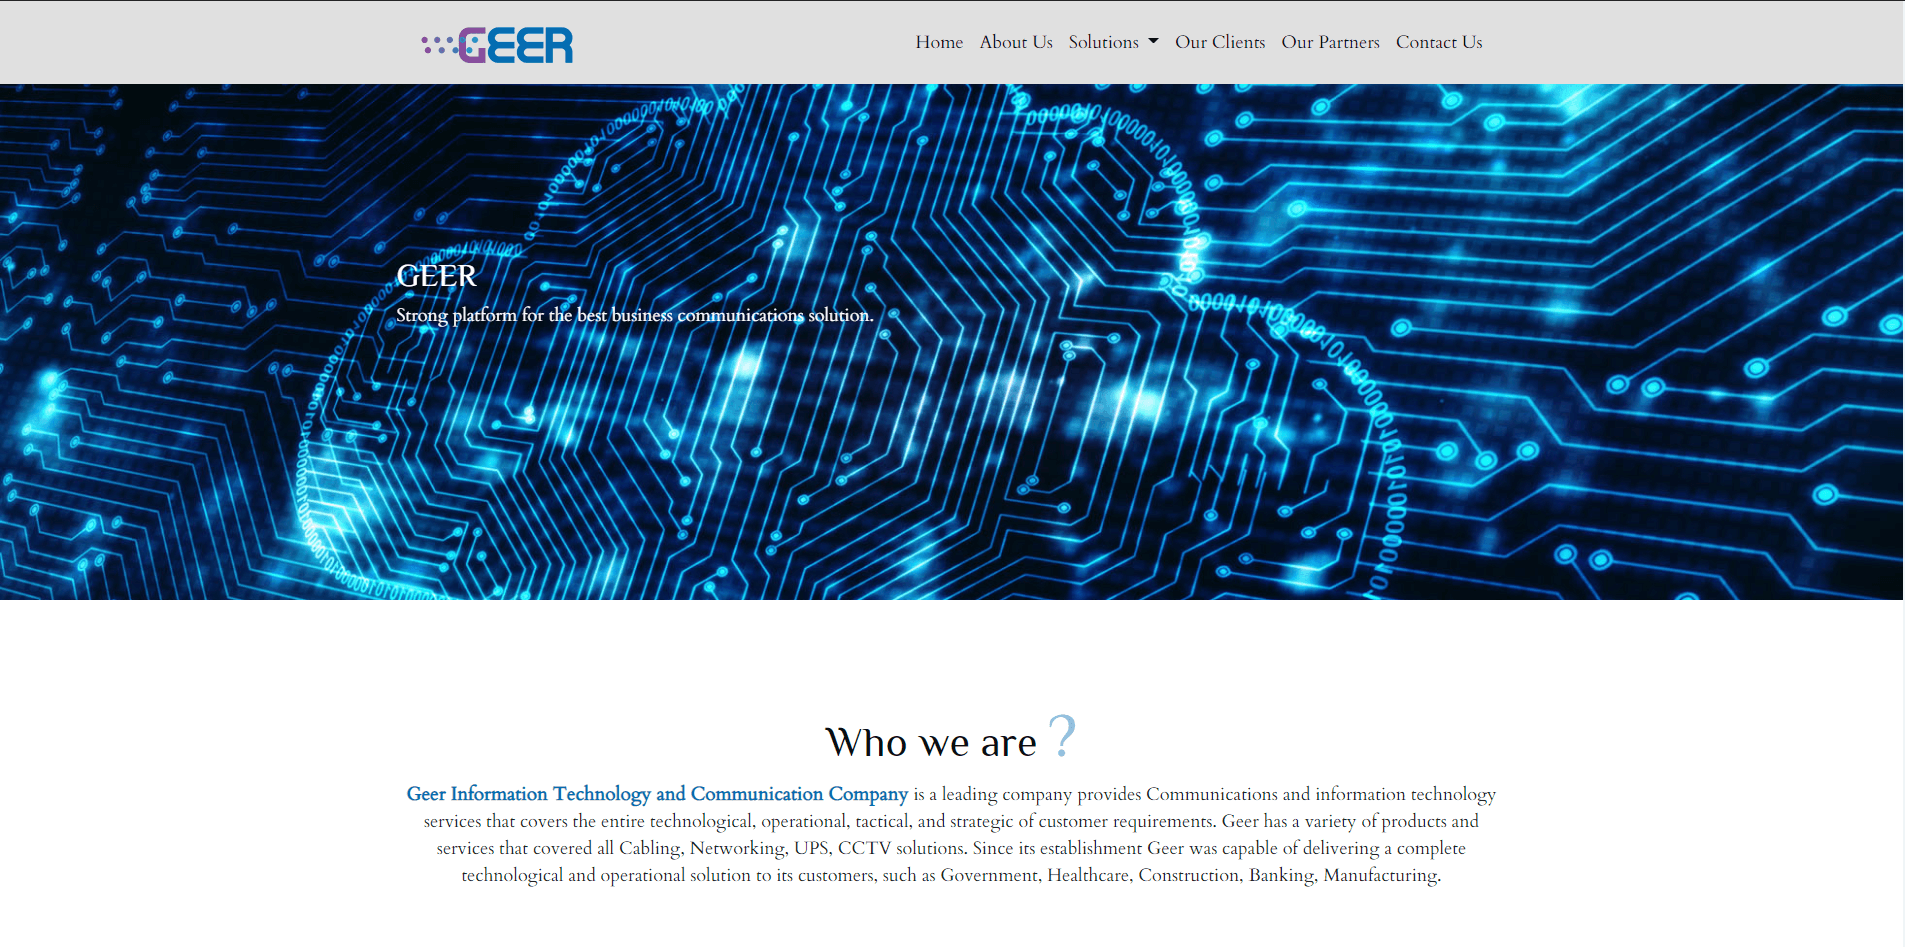 GEER
Home About Us Solutions Our Clients Our Partners Contact Us
GEER
Strong platform for the best business communications solution.
Who we are ?
Geer Information Technology and Communication Company is a leading company provides Communications and information technology
services that covers the entire technological, operational, tactical, and strategic of customer requirements. Geer has a variety of products and
services that covered all Cabling, Networking, UPS, CCTV solutions. Since its establishment Geer was capable of delivering a complete
technological and operational solution to its customers, such as Government, Healthcare, Construction, Banking, Manufacturing.